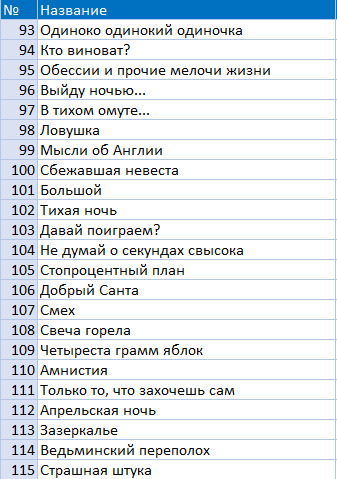 № Название
93 Одиноко одинокий одиночка
94 Кто виноват?
95 Обессии и прочие мелочи жизни
96 Выйду ночью...
97 В тихом омуте...
98 Ловушка
99 Мысли об Англии
100 Сбежавшая невеста
101 Большой
102 Тихая ночь
103 Давай поиграем?
104 Не думай о секундах свысока
105 Стопроцентный план
106 Добрый Санта
107 Смех
108 Свеча горела
109 Четыреста грамм яблок
110 Амнистия
111 Только то, что захочешь сам
112 Апрельская ночь
113 Зазеркалье
114 Ведьминский переполох
115 Страшная штука